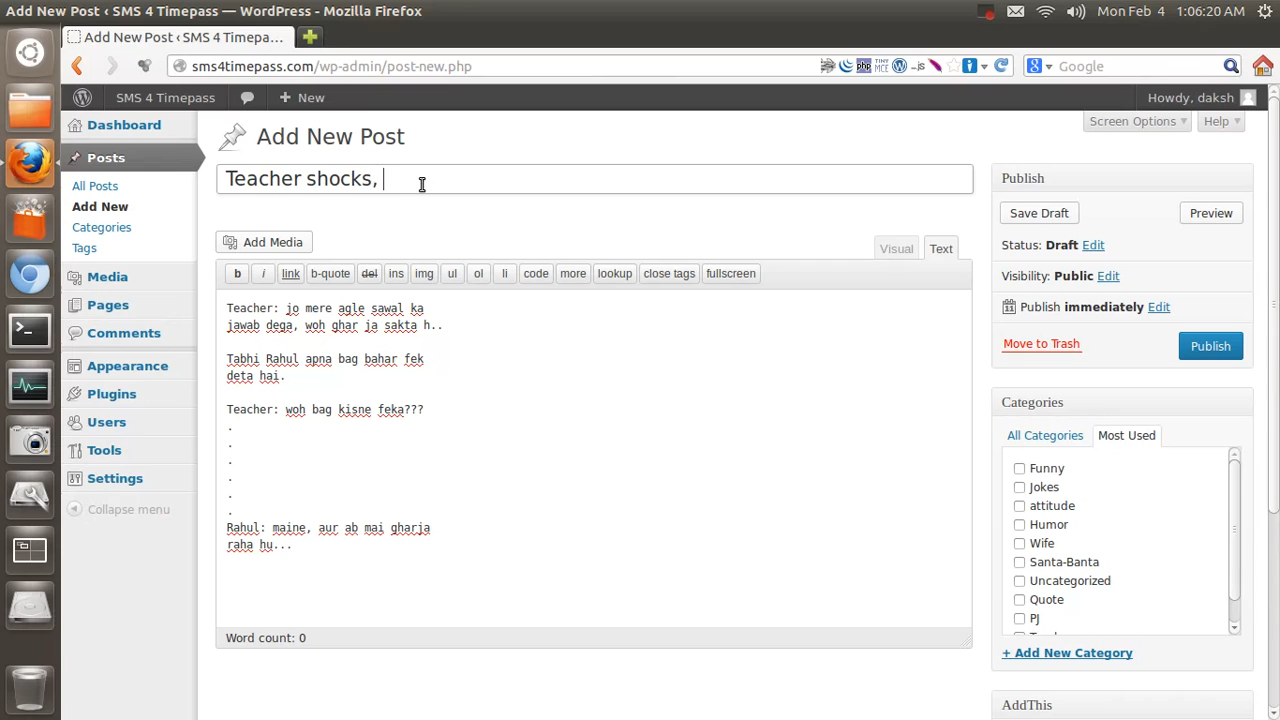 Add New Post ‹ SMS 4 Timepass — WordPress - Mozilla Firefox
Mon Feb 4 1:06:20 AM
Add New Post ‹ SMS 4 Timepa...
sms4timepass.com/wp-admin/post-new.php
php
TINY MCE
.js
Google
SMS 4 Timepass
New
Howdy, daksh
Dashboard
Posts
All Posts
Add New
Categories
Tags
Media
Pages
Comments
Appearance
Plugins
Users
Tools
Settings
Collapse menu
Screen Options
Help
Add New Post
Teacher shocks,
Add Media
Visual
Text
b
i
link
b-quote
del
ins
img
ul
ol
li
code
more
lookup
close tags
fullscreen
Teacher: jo mere agle sawal ka
jawab dega, woh ghar ja sakta h..
Tabhi Rahul apna bag bahar fek
deta hai.
Teacher: woh bag kisne feka???
.
.
.
.
.
.
Rahul: maine, aur ab mai gharja
raha hu...
Word count: 0
Publish
Save Draft
Preview
Status: Draft Edit
Visibility: Public Edit
Publish immediately Edit
Move to Trash
Publish
Categories
All Categories
Most Used
Funny
Jokes
attitude
Humor
Wife
Santa-Banta
Uncategorized
Quote
PJ
+ Add New Category
AddThis